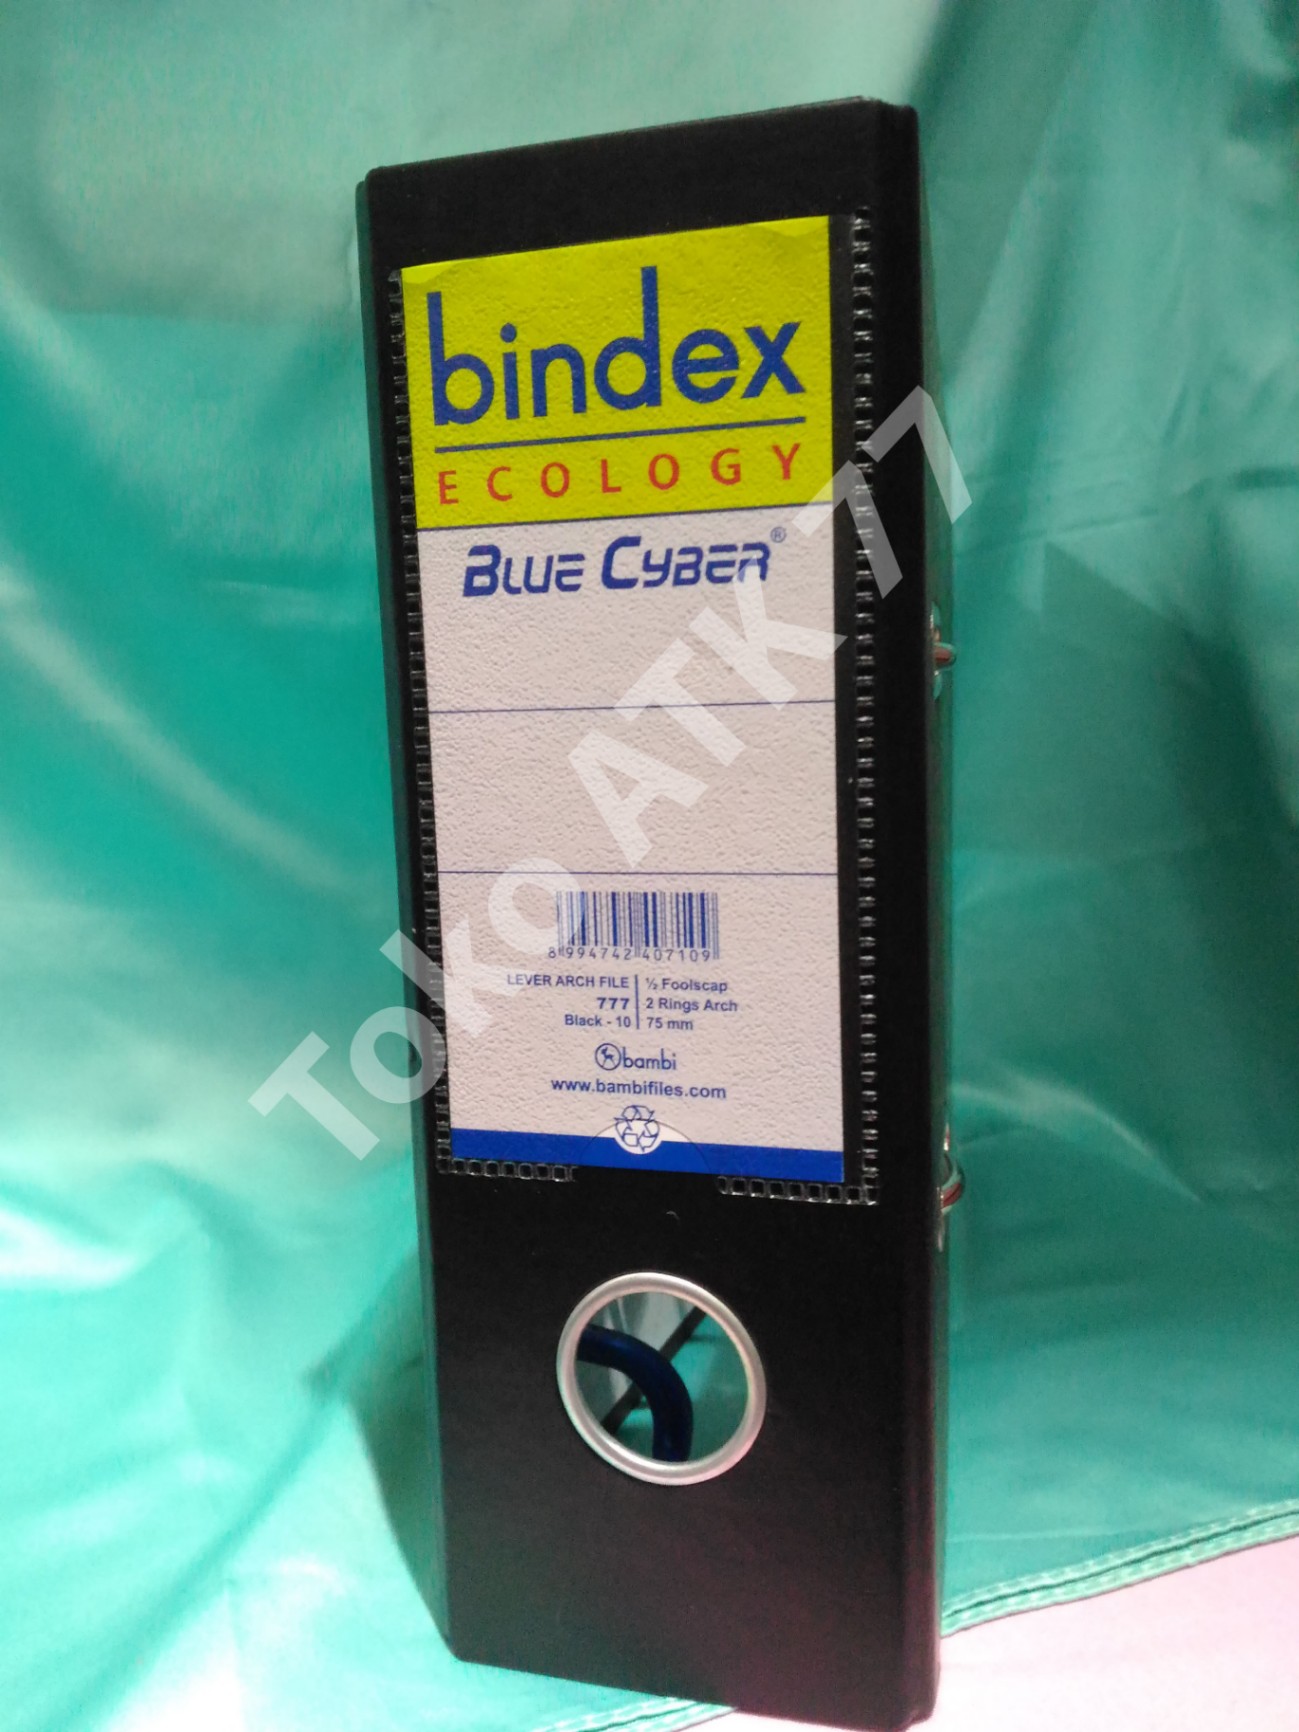 bindex
ECOLOGY
BLUE CYBER®
8 994742 407109
LEVER ARCH FILE | ½ Foolscap
777 | 2 Rings Arch
Black - 10 | 75 mm
bambi
www.bambifiles.com
Toko ATK 77